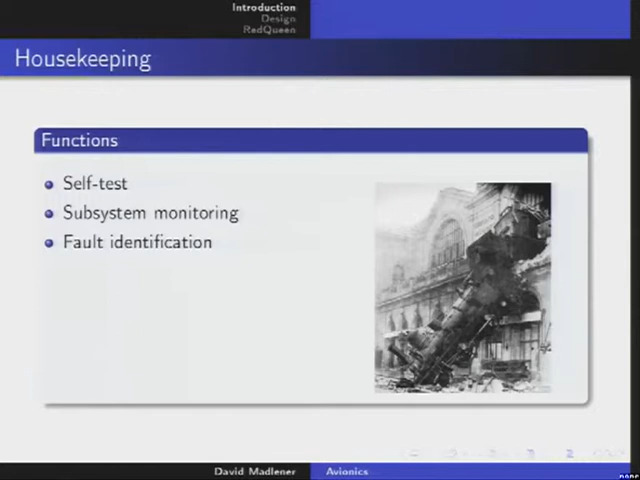 Introduction
Design
RedQueen
Housekeeping
Functions
Self-test
Subsystem monitoring
Fault identification
David Madlener
Avionics